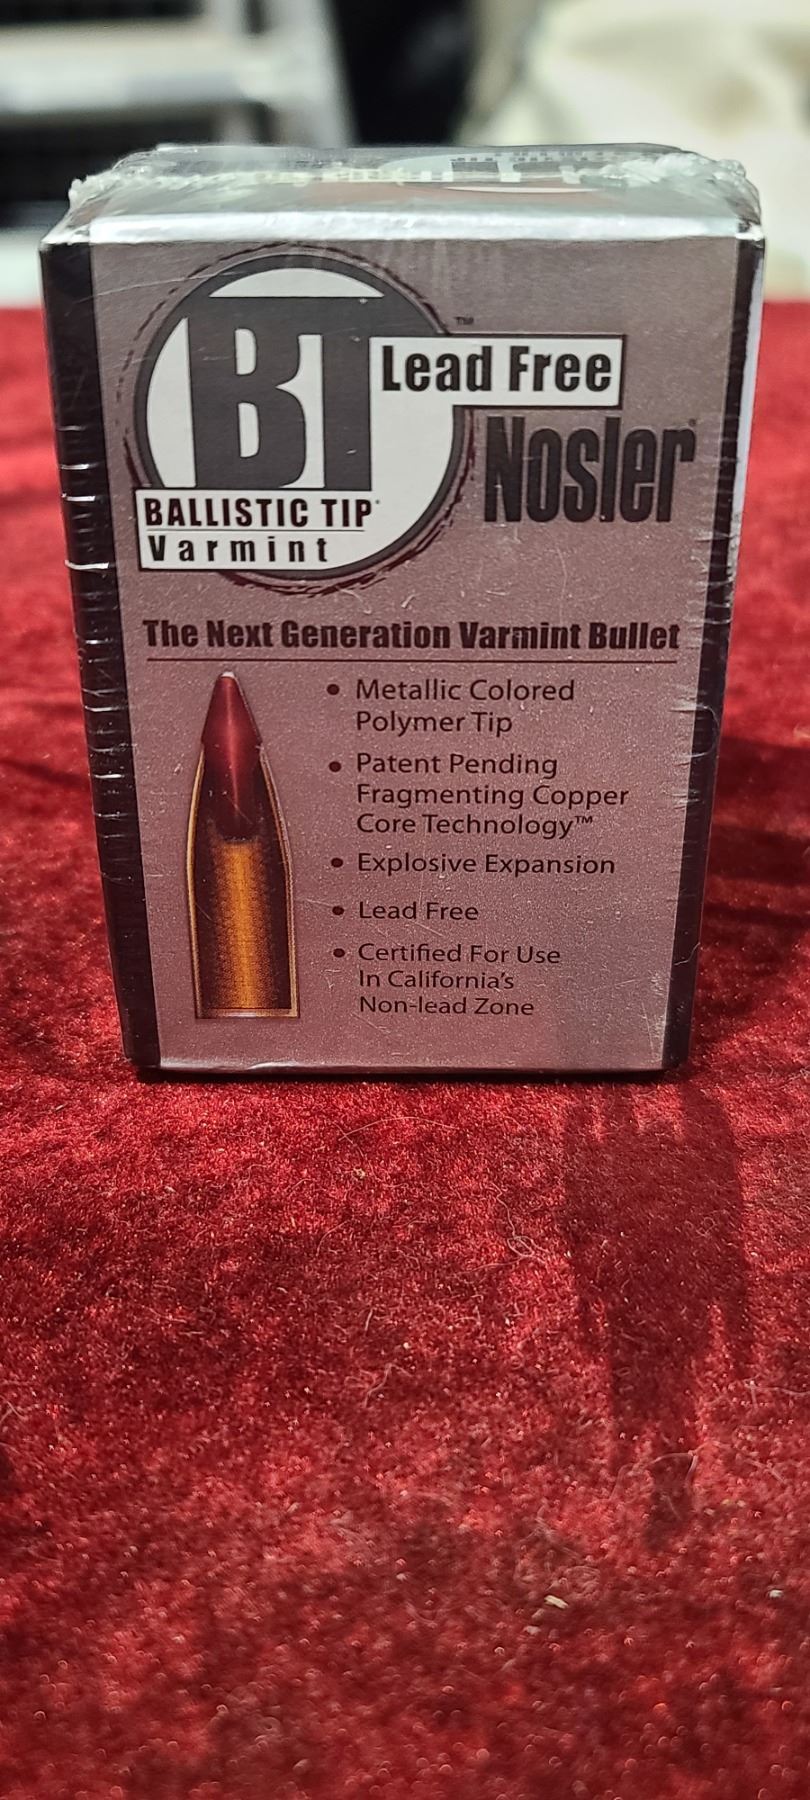 BT™
Lead Free
Nosler®
BALLISTIC TIP®
Varmint
The Next Generation Varmint Bullet
• Metallic Colored
Polymer Tip
• Patent Pending
Fragmenting Copper
Core Technology™
• Explosive Expansion
• Lead Free
• Certified For Use
In California's
Non-lead Zone